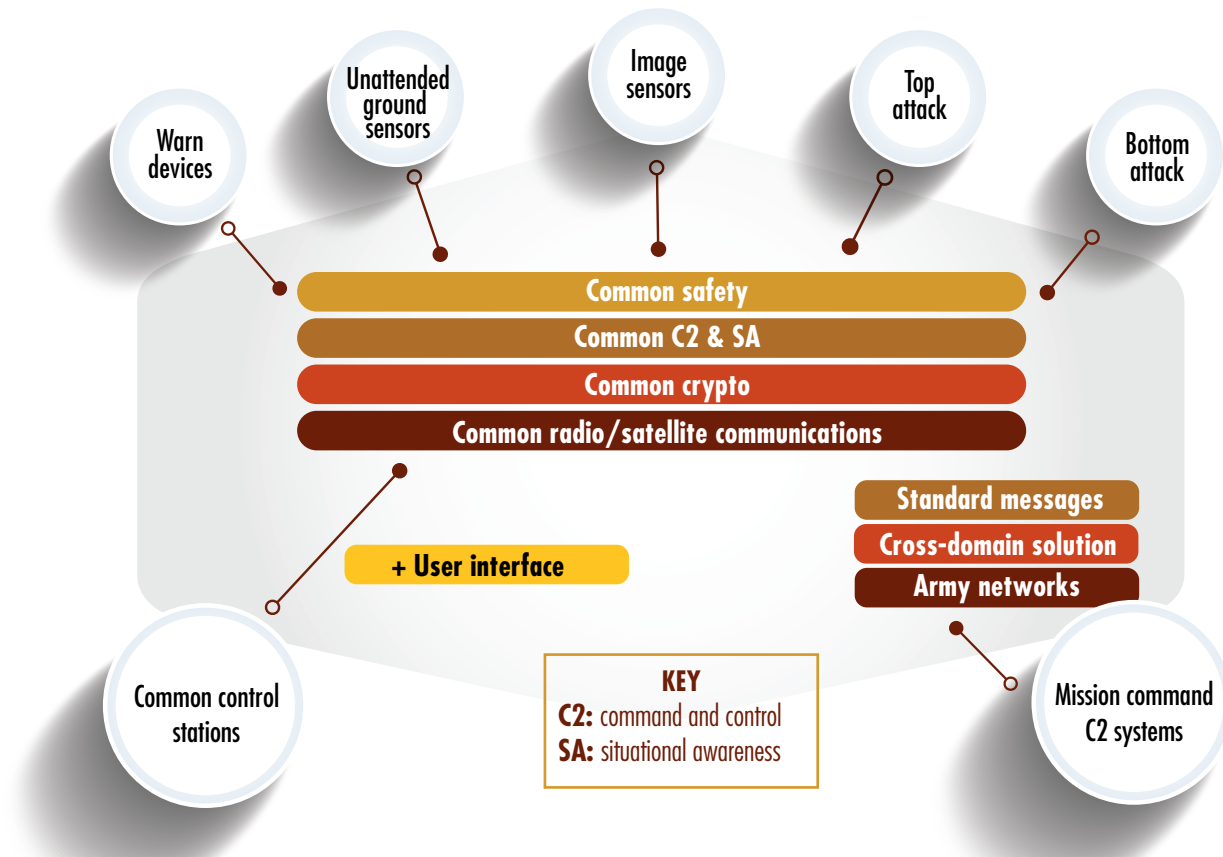 Warn
devices
Unattended
ground
sensors
Image
sensors
Top
attack
Bottom
attack
Common safety
Common C2 & SA
Common crypto
Common radio/satellite communications
Standard messages
Cross-domain solution
Army networks
+ User interface
Common control
stations
KEY
C2: command and control
SA: situational awareness
Mission command
C2 systems